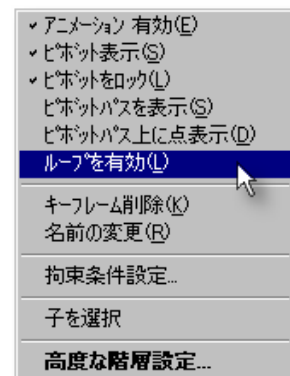 ✓ｱﾆﾒｰｼｮﾝ 有効(E)
✓ﾋﾟﾎﾞｯﾄ表示(S)
✓ﾋﾟﾎﾞｯﾄをﾛｯｸ(L)
ﾋﾟﾎﾞｯﾄﾊﾟｽを表示(S)
ﾋﾟﾎﾞｯﾄﾊﾟｽ上に点表示(D)
ﾙｰﾌﾟを有効(L)
ｷｰﾌﾚｰﾑ削除(K)
名前の変更(R)
拘束条件設定...
子を選択
高度な階層設定...